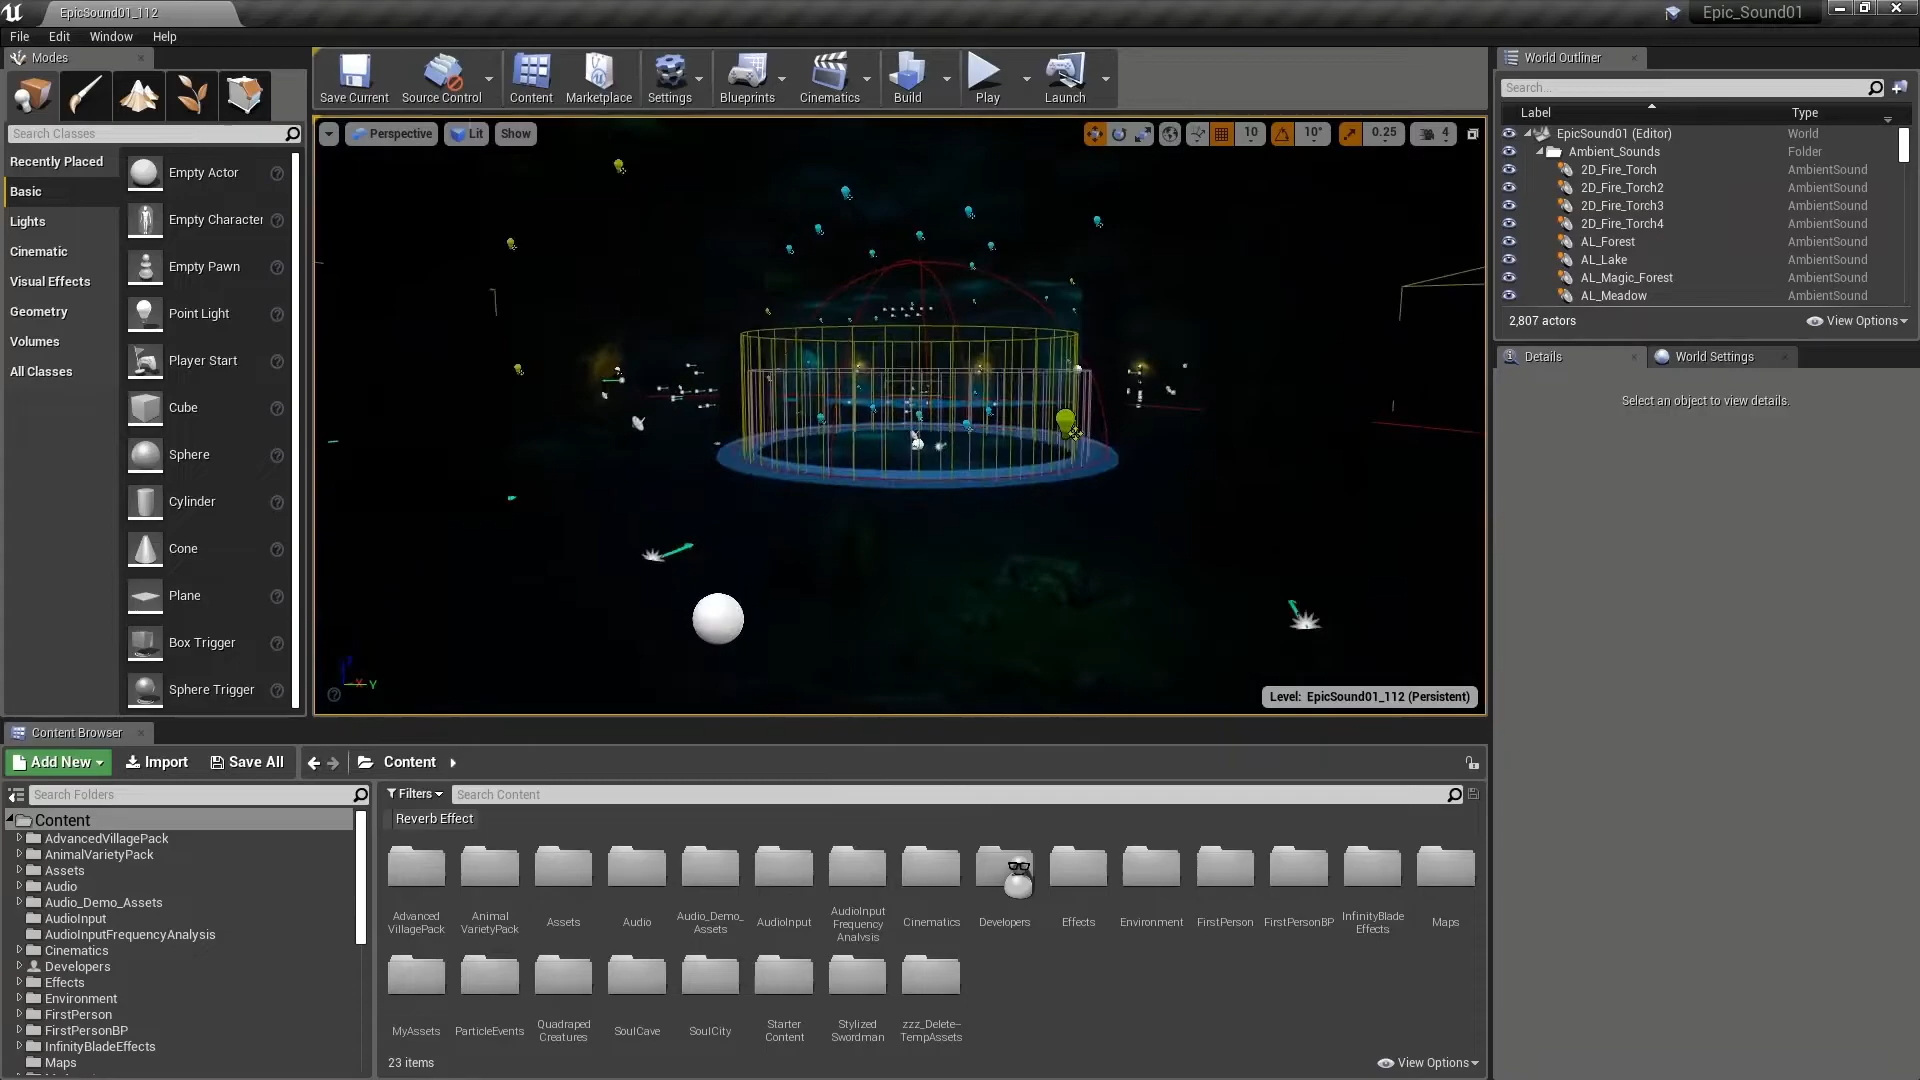 EpicSound01_112
Epic_Sound01
File Edit Window Help
Modes
Save Current
Source Control
Content
Marketplace
Settings
Blueprints
Cinematics
Build
Play
Launch
Search Classes
Recently Placed
Basic
Lights
Cinematic
Visual Effects
Geometry
Volumes
All Classes
Empty Actor
Empty Character
Empty Pawn
Point Light
Player Start
Cube
Sphere
Cylinder
Cone
Plane
Box Trigger
Sphere Trigger
Perspective
Lit
Show
10
10°
0.25
4
X Y
Level: EpicSound01_112 (Persistent)
World Outliner
Search...
Label Type
EpicSound01 (Editor) World
Ambient_Sounds Folder
2D_Fire_Torch AmbientSound
2D_Fire_Torch2 AmbientSound
2D_Fire_Torch3 AmbientSound
2D_Fire_Torch4 AmbientSound
AL_Forest AmbientSound
AL_Lake AmbientSound
AL_Magic_Forest AmbientSound
AL_Meadow AmbientSound
2,807 actors
View Options
Details
World Settings
Select an object to view details.
Content Browser
Add New
Import
Save All
Content
Search Folders
Content
AdvancedVillagePack
AnimalVarietyPack
Assets
Audio
Audio_Demo_Assets
AudioInput
AudioInputFrequencyAnalysis
Cinematics
Developers
Effects
Environment
FirstPerson
FirstPersonBP
InfinityBladeEffects
Maps
Filters
Search Content
Reverb Effect
Advanced
VillagePack
Animal
VarietyPack
Assets
Audio
Audio_Demo_
Assets
AudioInput
AudioInput
Frequency
Analysis
Cinematics
Developers
Effects
Environment
FirstPerson
FirstPersonBP
InfinityBlade
Effects
Maps
MyAssets
ParticleEvents
Quadraped
Creatures
SoulCave
SoulCity
Starter
Content
Stylized
Swordman
zzz_Delete-
TempAssets
23 items
View Options